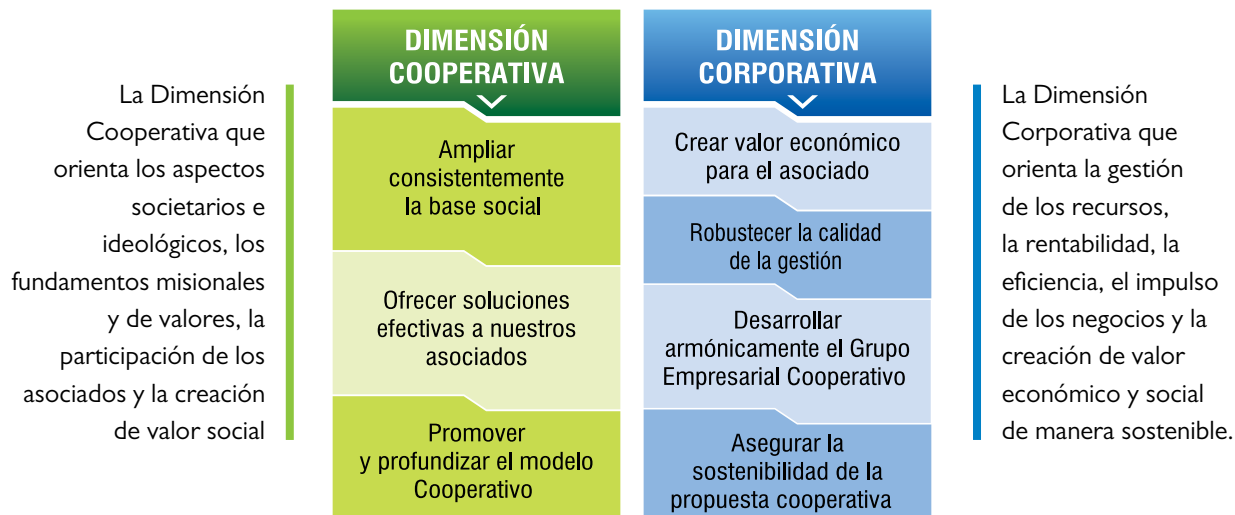 La Dimensión
Cooperativa que
orienta los aspectos
societarios e
ideológicos, los
fundamentos misionales
y de valores, la
participación de los
asociados y la creación
de valor social
DIMENSIÓN
COOPERATIVA
Ampliar
consistentemente
la base social
Ofrecer soluciones
efectivas a nuestros
asociados
Promover
y profundizar el modelo
Cooperativo
DIMENSIÓN
CORPORATIVA
Crear valor económico
para el asociado
Robustecer la calidad
de la gestión
Desarrollar
armónicamente el Grupo
Empresarial Cooperativo
Asegurar la
sostenibilidad de la
propuesta cooperativa
La Dimensión
Corporativa que
orienta la gestión
de los recursos,
la rentabilidad, la
eficiencia, el impulso
de los negocios y la
creación de valor
económico y social
de manera sostenible.